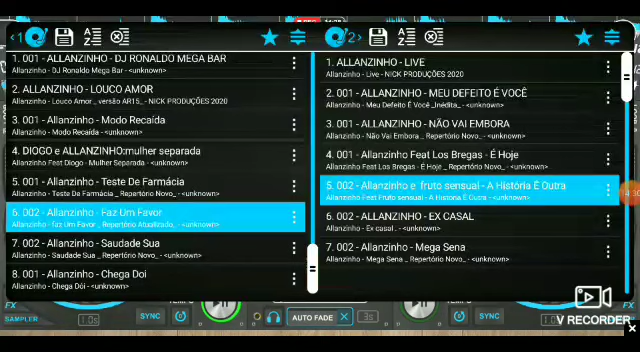 1
1. 001 - ALLANZINHO - DJ RONALDO MEGA BAR
Allanzinho - DJ Ronaldo Mega Bar - <unknown>
2. ALLANZINHO - LOUCO AMOR
Allanzinho - Louco Amor_ versão AR15_ - NICK PRODUÇÕES 2020
3. 001 - Allanzinho - Modo Recaída
Allanzinho - Modo Recaída - <unknown>
4. DIOGO e ALLANZINHO:mulher separada
Allanzinho Feat Diogo - Mulher Separada - <unknown>
5. 001 - Allanzinho - Teste De Farmácia
Allanzinho - Teste De Farmácia _ Repertório Novo_ - <unknown>
6. 002 - Allanzinho - Faz Um Favor
Allanzinho - faz Um Favor _ Repertório Atualizado_ - <unknown>
7. 002 - Allanzinho - Saudade Sua
Allanzinho - Saudade Sua _ Repertório Novo_ - <unknown>
8. 001 - Allanzinho - Chega Doi
Allanzinho - Chega Dói - <unknown>
2
1. ALLANZINHO - LIVE
Allanzinho - Live - NICK PRODUÇÕES 2020
2. 001 - ALLANZINHO - MEU DEFEITO É VOCÊ
Allanzinho - Meu Defeito É Você _Inédita_ - <unknown>
3. 001 - ALLANZINHO - NÃO VAI EMBORA
Allanzinho - Não Vai Embora _ Repertório Novo_ - <unknown>
4. 001 - Allanzinho Feat Los Bregas - É Hoje
Allanzinho Feat Los Bregas - É Hoje _ Repertório Novo_ - <unknown>
5. 002 - Allanzinho e fruto sensual - A História É Outra
Allanzinho Feat Fruto sensual - A História É Outra - <unknown>
6. 002 - ALLANZINHO - EX CASAL
Allanzinho - Ex casal _ - <unknown>
7. 002 - Allanzinho - Mega Sena
Allanzinho - Mega Sena _ Repertório Novo_ - <unknown>
FX
SAMPLER
1.0s
SYNC
AUTO FADE
3s
SYNC
V RECORDER